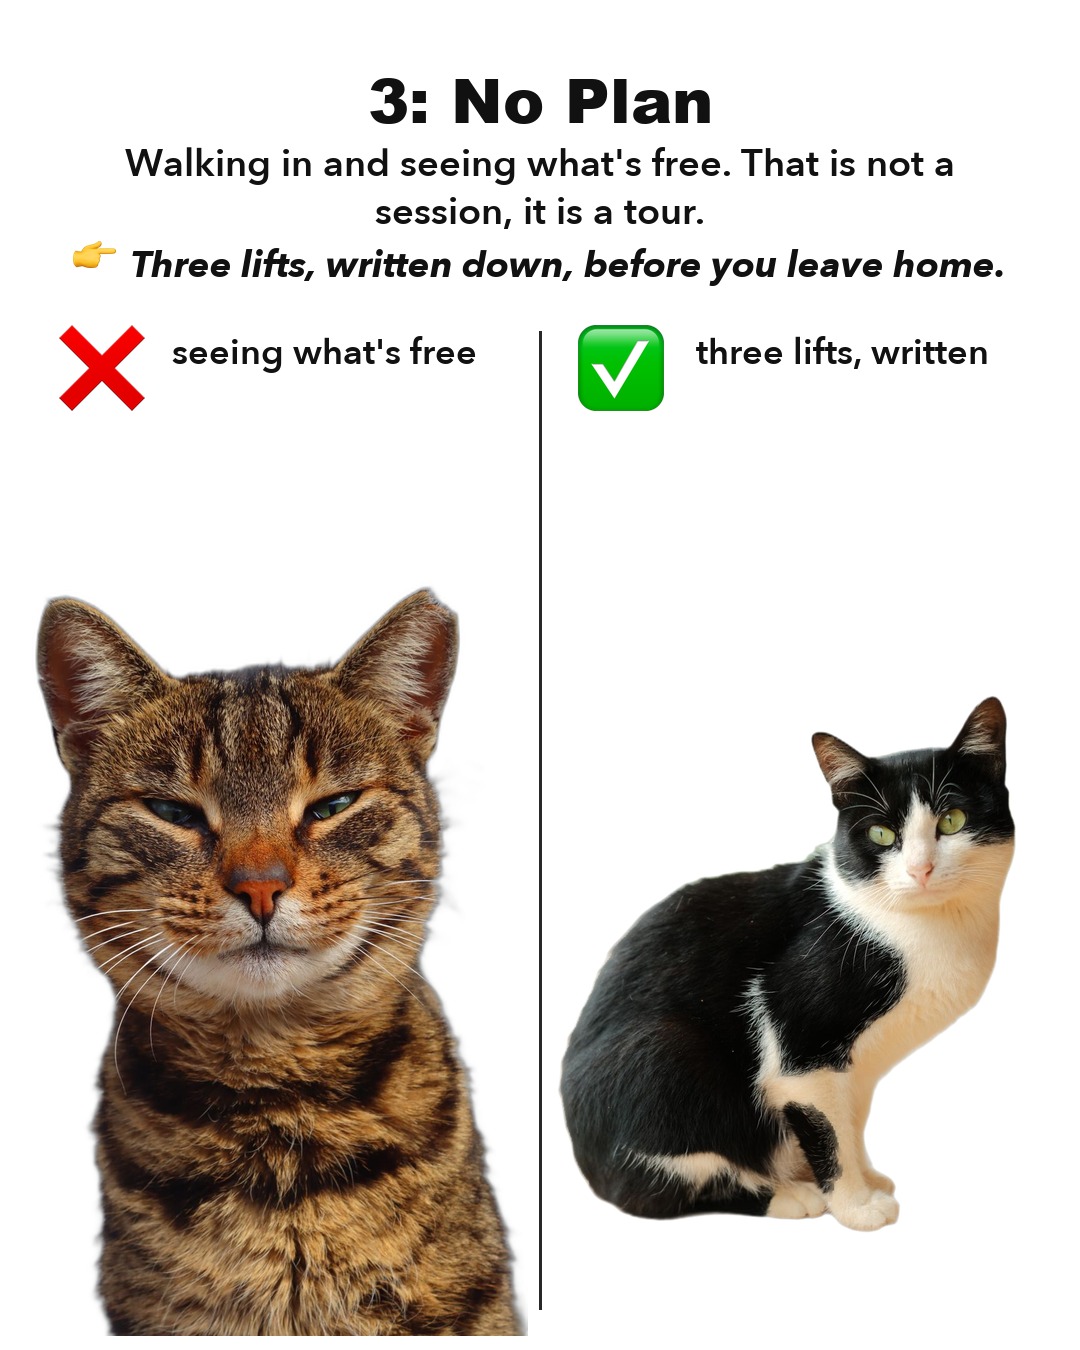 3: No Plan
Walking in and seeing what's free. That is not a
session, it is a tour.
👉 Three lifts, written down, before you leave home.
❌ seeing what's free
✅ three lifts, written